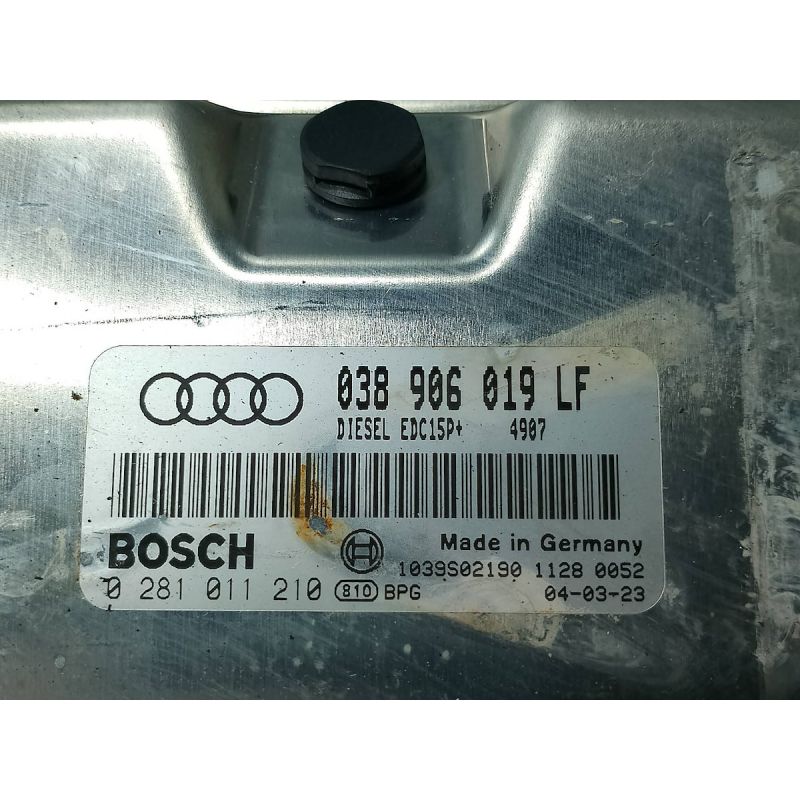 038 906 019 LF
DIESEL EDC15P+ 4907
BOSCH
Made in Germany
1039S02190 1128 0052
0 281 011 210 810 BPG 04-03-23